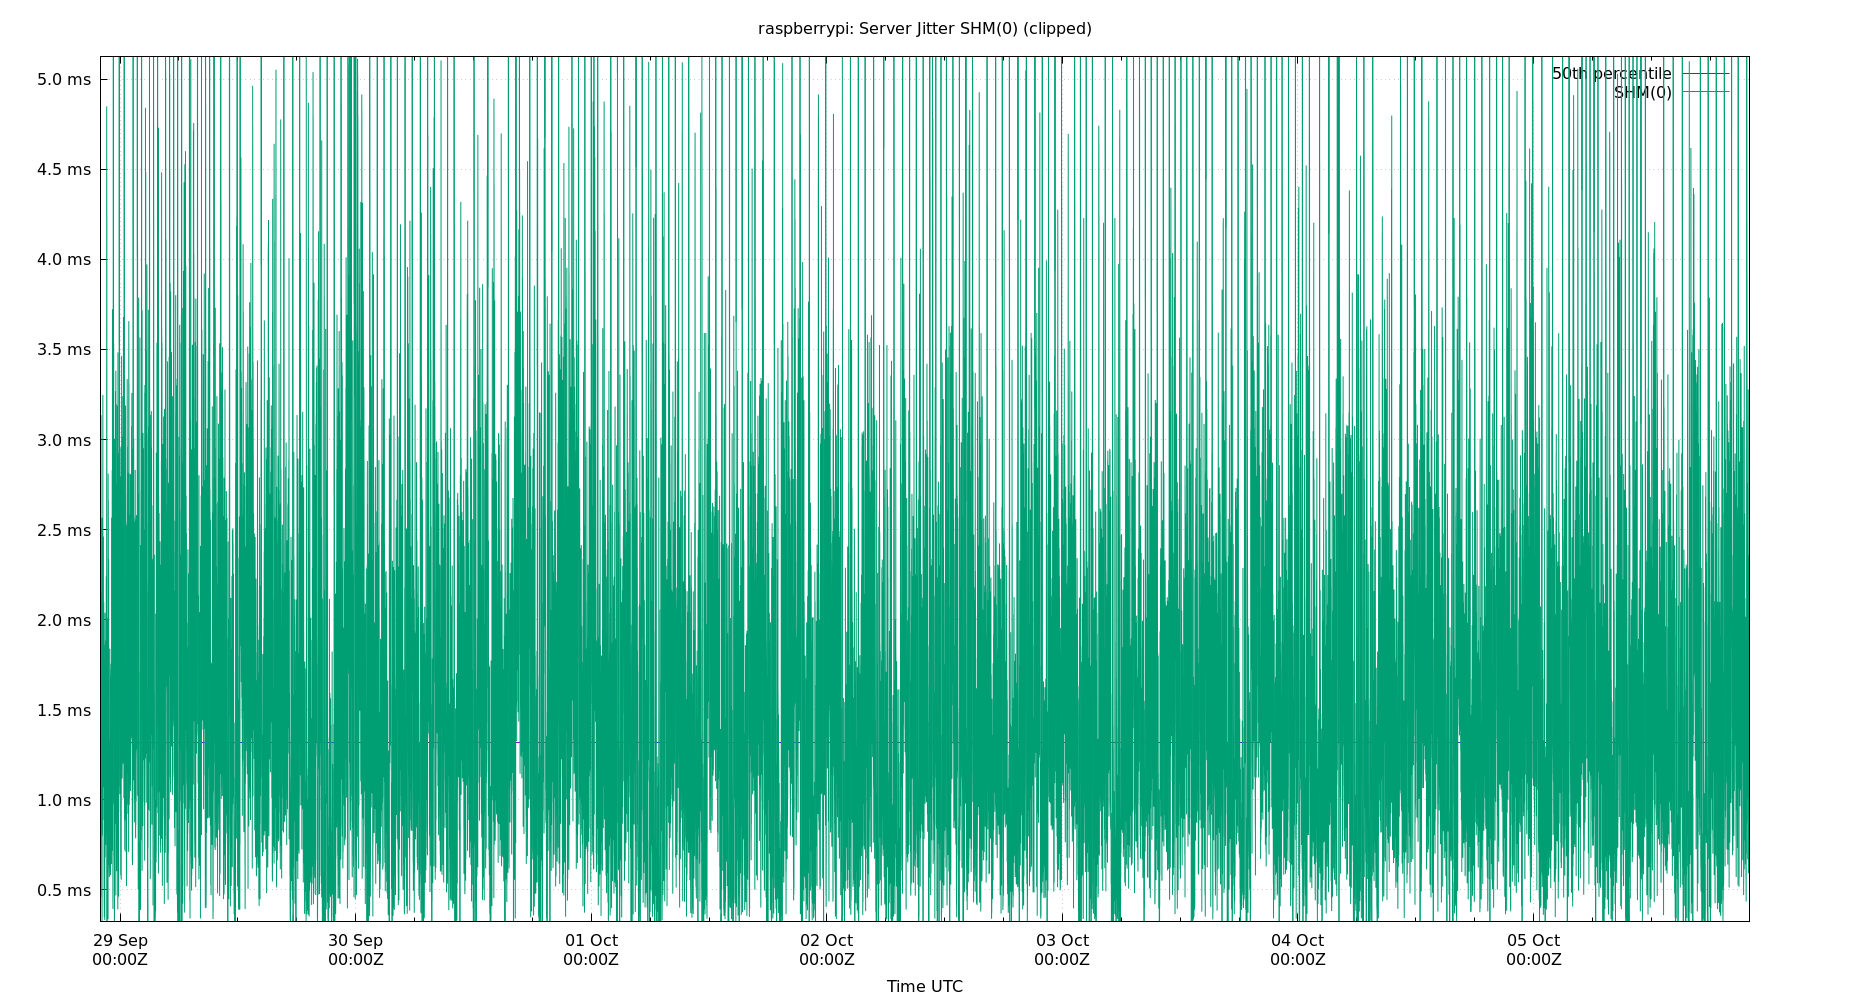 raspberrypi: Server Jitter SHM(0) (clipped)
5.0 ms
50th percentile
SHM(0)
4.5 ms
4.0 ms
3.5 ms
3.0 ms
2.5 ms
2.0 ms
1.5 ms
1.0 ms
0.5 ms
29 Sep 30 Sep 01 Oct 02 Oct 03 Oct 04 Oct 05 Oct
00:00Z 00:00Z 00:00Z 00:00Z 00:00Z 00:00Z 00:00Z
Time UTC